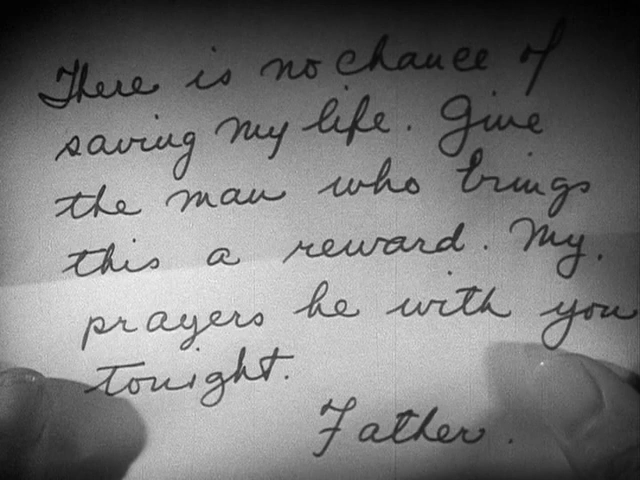 There is no chance of
saving my life. Give
the man who brings
this a reward. My.
prayers be with you
tonight.
Father.